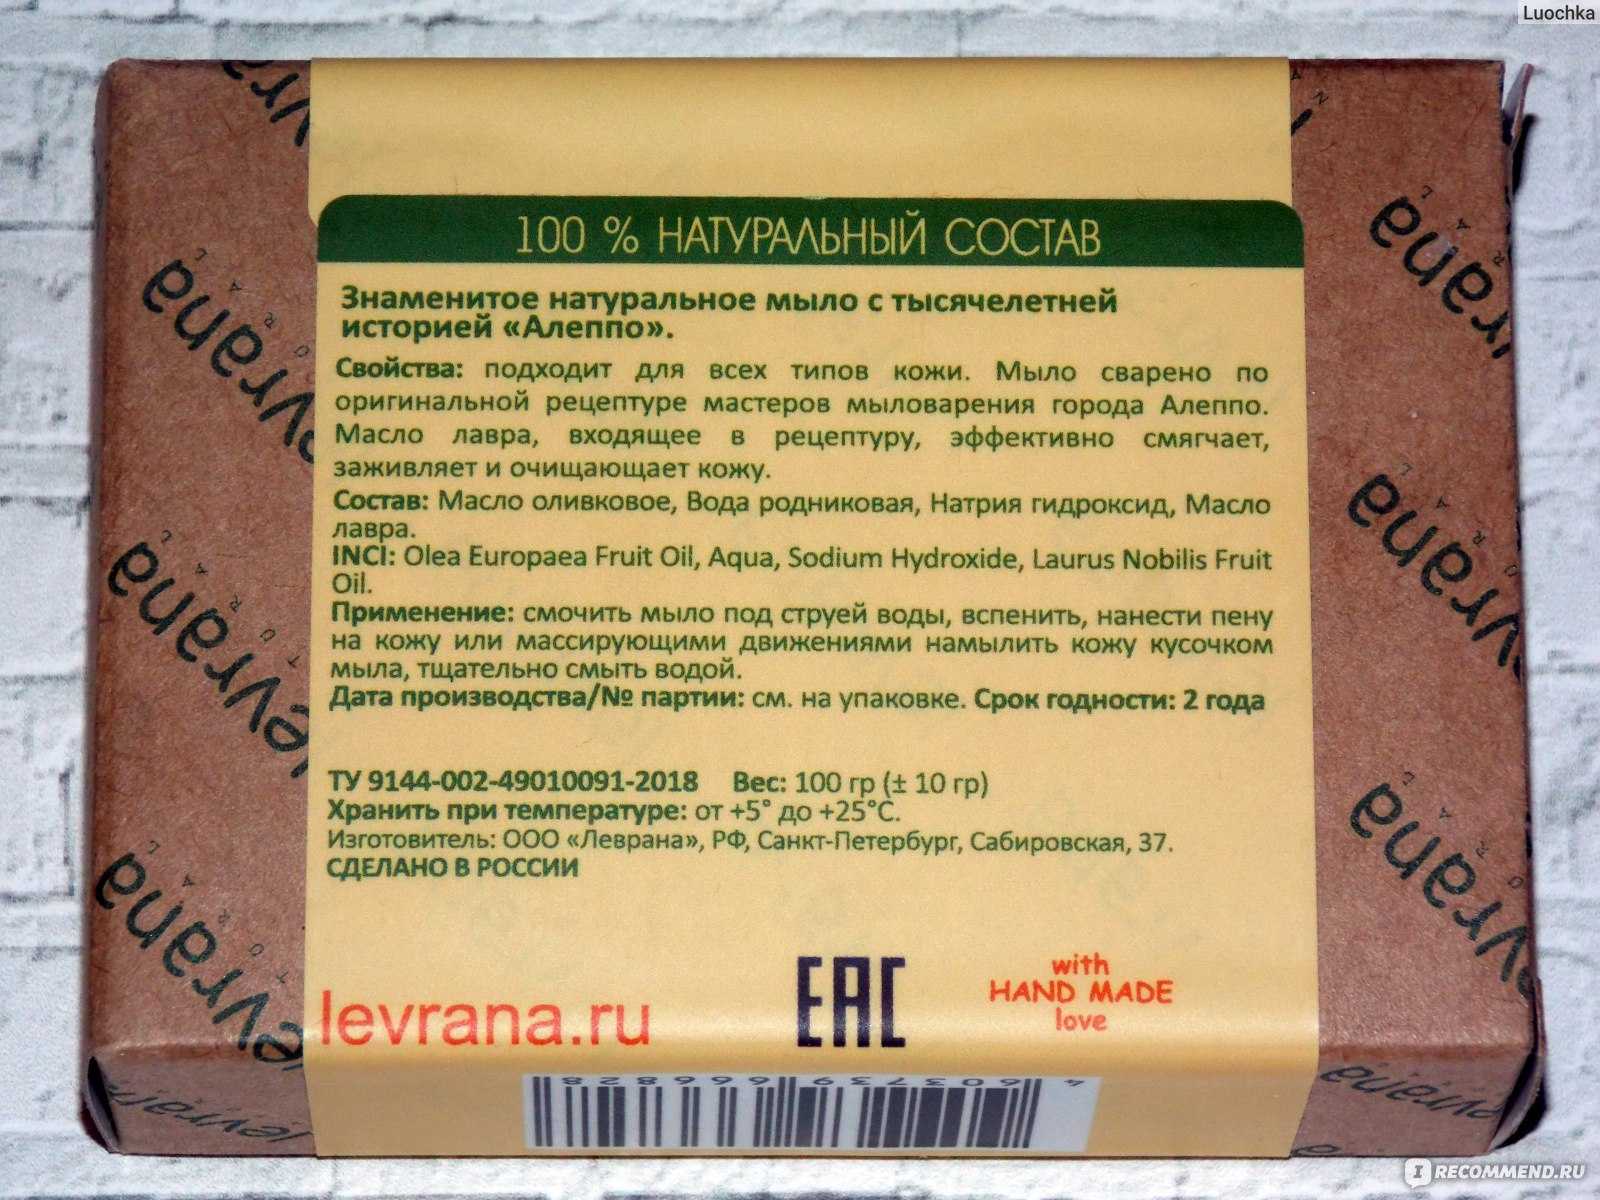 Luochka
100 % НАТУРАЛЬНЫЙ СОСТАВ
Знаменитое натуральное мыло с тысячелетней
историей «Алеппо».
Свойства: подходит для всех типов кожи. Мыло сварено по
оригинальной рецептуре мастеров мыловарения города Алеппо.
Масло лавра, входящее в рецептуру, эффективно смягчает,
заживляет и очищающает кожу.
Состав: Масло оливковое, Вода родниковая, Натрия гидроксид, Масло
лавра.
INCI: Olea Europaea Fruit Oil, Aqua, Sodium Hydroxide, Laurus Nobilis Fruit
Oil.
Применение: смочить мыло под струей воды, вспенить, нанести пену
на кожу или массирующими движениями намылить кожу кусочком
мыла, тщательно смыть водой.
Дата производства/№ партии: см. на упаковке. Срок годности: 2 года
ТУ 9144-002-49010091-2018 Вес: 100 гр (± 10 гр)
Хранить при температуре: от +5° до +25°С.
Изготовитель: ООО «Леврана», РФ, Санкт-Петербург, Сабировская, 37.
СДЕЛАНО В РОССИИ
levrana.ru
EAC
with
HAND MADE
love
4 603739 666828
levrana
levrana
levrana
levrana
levrana
levrana
IRECOMMEND.RU